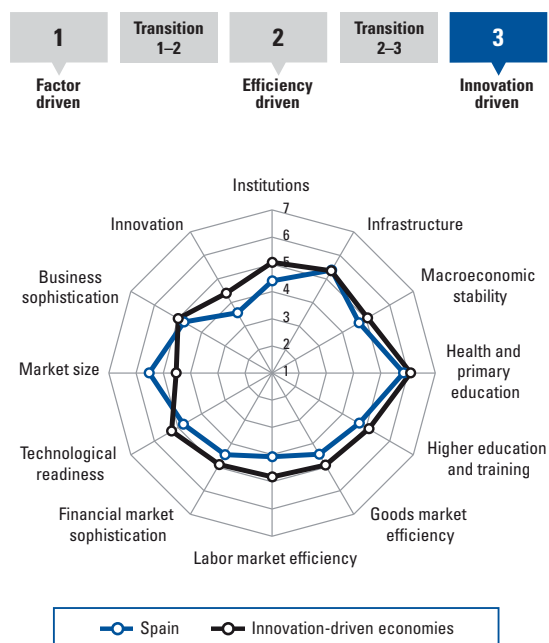 1
Transition
1–2
2
Transition
2–3
3
Factor
driven
Efficiency
driven
Innovation
driven
Institutions
7
6
5
4
3
2
1
Infrastructure
Macroeconomic
stability
Health and
primary
education
Higher education
and training
Goods market
efficiency
Labor market efficiency
Financial market
sophistication
Technological
readiness
Market size
Business
sophistication
Innovation
Spain
Innovation-driven economies